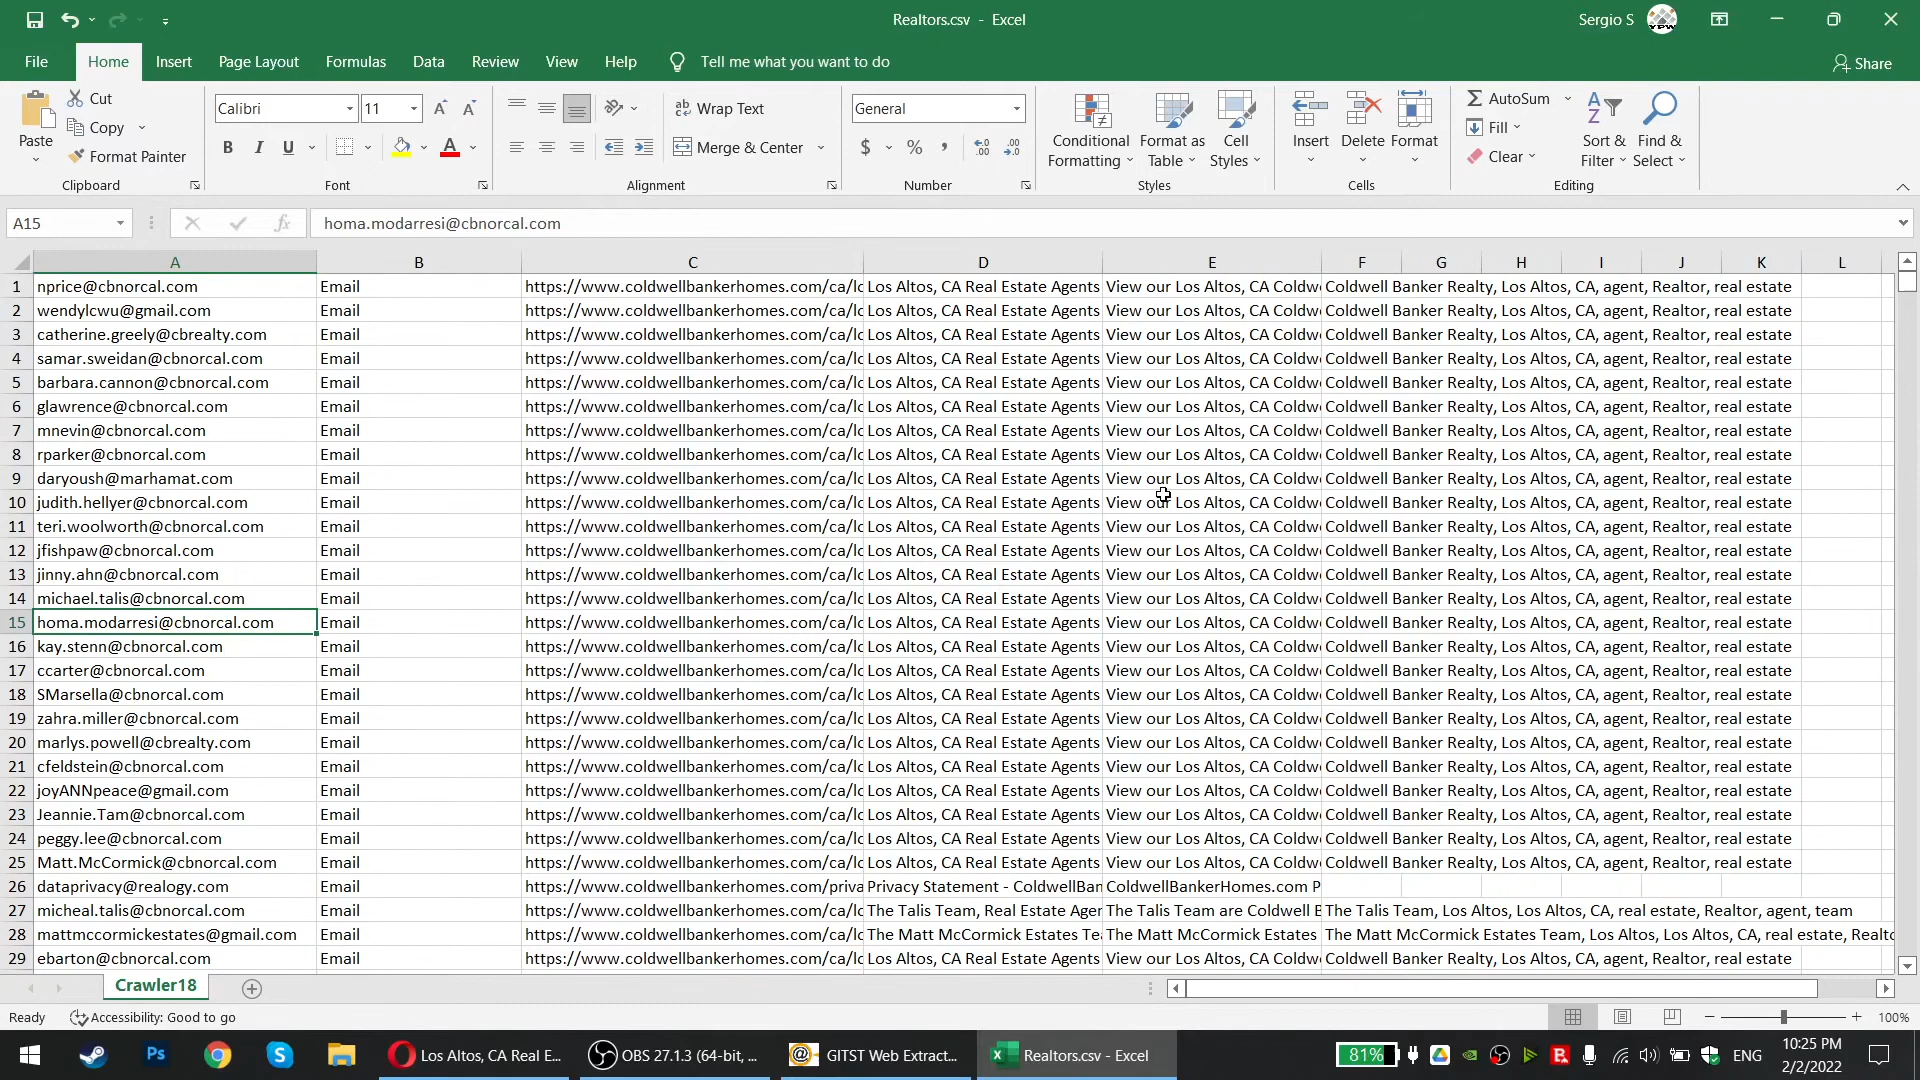 Realtors.csv - Excel
Sergio S
File Home Insert Page Layout Formulas Data Review View Help Tell me what you want to do Share
Paste
Cut
Copy
Format Painter
Clipboard
Calibri 11
B I U
Font
Wrap Text
Merge & Center
Alignment
General
$ %
Number
Conditional Formatting
Format as Table
Cell Styles
Styles
Insert Delete Format
Cells
AutoSum
Fill
Clear
Sort & Filter
Find & Select
Editing
A15 fx homa.modarresi@cbnorcal.com
A B C D E F G H I J K L
1 nprice@cbnorcal.com Email https://www.coldwellbankerhomes.com/ca/lo Los Altos, CA Real Estate Agents View our Los Altos, CA Coldw Coldwell Banker Realty, Los Altos, CA, agent, Realtor, real estate
2 wendylcwu@gmail.com Email https://www.coldwellbankerhomes.com/ca/lo Los Altos, CA Real Estate Agents View our Los Altos, CA Coldw Coldwell Banker Realty, Los Altos, CA, agent, Realtor, real estate
3 catherine.greely@cbrealty.com Email https://www.coldwellbankerhomes.com/ca/lo Los Altos, CA Real Estate Agents View our Los Altos, CA Coldw Coldwell Banker Realty, Los Altos, CA, agent, Realtor, real estate
4 samar.sweidan@cbnorcal.com Email https://www.coldwellbankerhomes.com/ca/lo Los Altos, CA Real Estate Agents View our Los Altos, CA Coldw Coldwell Banker Realty, Los Altos, CA, agent, Realtor, real estate
5 barbara.cannon@cbnorcal.com Email https://www.coldwellbankerhomes.com/ca/lo Los Altos, CA Real Estate Agents View our Los Altos, CA Coldw Coldwell Banker Realty, Los Altos, CA, agent, Realtor, real estate
6 glawrence@cbnorcal.com Email https://www.coldwellbankerhomes.com/ca/lo Los Altos, CA Real Estate Agents View our Los Altos, CA Coldw Coldwell Banker Realty, Los Altos, CA, agent, Realtor, real estate
7 mnevin@cbnorcal.com Email https://www.coldwellbankerhomes.com/ca/lo Los Altos, CA Real Estate Agents View our Los Altos, CA Coldw Coldwell Banker Realty, Los Altos, CA, agent, Realtor, real estate
8 rparker@cbnorcal.com Email https://www.coldwellbankerhomes.com/ca/lo Los Altos, CA Real Estate Agents View our Los Altos, CA Coldw Coldwell Banker Realty, Los Altos, CA, agent, Realtor, real estate
9 daryoush@marhamat.com Email https://www.coldwellbankerhomes.com/ca/lo Los Altos, CA Real Estate Agents View our Los Altos, CA Coldw Coldwell Banker Realty, Los Altos, CA, agent, Realtor, real estate
10 judith.hellyer@cbnorcal.com Email https://www.coldwellbankerhomes.com/ca/lo Los Altos, CA Real Estate Agents View our Los Altos, CA Coldw Coldwell Banker Realty, Los Altos, CA, agent, Realtor, real estate
11 teri.woolworth@cbnorcal.com Email https://www.coldwellbankerhomes.com/ca/lo Los Altos, CA Real Estate Agents View our Los Altos, CA Coldw Coldwell Banker Realty, Los Altos, CA, agent, Realtor, real estate
12 jfishpaw@cbnorcal.com Email https://www.coldwellbankerhomes.com/ca/lo Los Altos, CA Real Estate Agents View our Los Altos, CA Coldw Coldwell Banker Realty, Los Altos, CA, agent, Realtor, real estate
13 jinny.ahn@cbnorcal.com Email https://www.coldwellbankerhomes.com/ca/lo Los Altos, CA Real Estate Agents View our Los Altos, CA Coldw Coldwell Banker Realty, Los Altos, CA, agent, Realtor, real estate
14 michael.talis@cbnorcal.com Email https://www.coldwellbankerhomes.com/ca/lo Los Altos, CA Real Estate Agents View our Los Altos, CA Coldw Coldwell Banker Realty, Los Altos, CA, agent, Realtor, real estate
15 homa.modarresi@cbnorcal.com Email https://www.coldwellbankerhomes.com/ca/lo Los Altos, CA Real Estate Agents View our Los Altos, CA Coldw Coldwell Banker Realty, Los Altos, CA, agent, Realtor, real estate
16 kay.stenn@cbnorcal.com Email https://www.coldwellbankerhomes.com/ca/lo Los Altos, CA Real Estate Agents View our Los Altos, CA Coldw Coldwell Banker Realty, Los Altos, CA, agent, Realtor, real estate
17 ccarter@cbnorcal.com Email https://www.coldwellbankerhomes.com/ca/lo Los Altos, CA Real Estate Agents View our Los Altos, CA Coldw Coldwell Banker Realty, Los Altos, CA, agent, Realtor, real estate
18 SMarsella@cbnorcal.com Email https://www.coldwellbankerhomes.com/ca/lo Los Altos, CA Real Estate Agents View our Los Altos, CA Coldw Coldwell Banker Realty, Los Altos, CA, agent, Realtor, real estate
19 zahra.miller@cbnorcal.com Email https://www.coldwellbankerhomes.com/ca/lo Los Altos, CA Real Estate Agents View our Los Altos, CA Coldw Coldwell Banker Realty, Los Altos, CA, agent, Realtor, real estate
20 marlys.powell@cbrealty.com Email https://www.coldwellbankerhomes.com/ca/lo Los Altos, CA Real Estate Agents View our Los Altos, CA Coldw Coldwell Banker Realty, Los Altos, CA, agent, Realtor, real estate
21 cfeldstein@cbnorcal.com Email https://www.coldwellbankerhomes.com/ca/lo Los Altos, CA Real Estate Agents View our Los Altos, CA Coldw Coldwell Banker Realty, Los Altos, CA, agent, Realtor, real estate
22 joyANNpeace@gmail.com Email https://www.coldwellbankerhomes.com/ca/lo Los Altos, CA Real Estate Agents View our Los Altos, CA Coldw Coldwell Banker Realty, Los Altos, CA, agent, Realtor, real estate
23 Jeannie.Tam@cbnorcal.com Email https://www.coldwellbankerhomes.com/ca/lo Los Altos, CA Real Estate Agents View our Los Altos, CA Coldw Coldwell Banker Realty, Los Altos, CA, agent, Realtor, real estate
24 peggy.lee@cbnorcal.com Email https://www.coldwellbankerhomes.com/ca/lo Los Altos, CA Real Estate Agents View our Los Altos, CA Coldw Coldwell Banker Realty, Los Altos, CA, agent, Realtor, real estate
25 Matt.McCormick@cbnorcal.com Email https://www.coldwellbankerhomes.com/ca/lo Los Altos, CA Real Estate Agents View our Los Altos, CA Coldw Coldwell Banker Realty, Los Altos, CA, agent, Realtor, real estate
26 dataprivacy@realogy.com Email https://www.coldwellbankerhomes.com/priva Privacy Statement - ColdwellBan ColdwellBankerHomes.com P
27 micheal.talis@cbnorcal.com Email https://www.coldwellbankerhomes.com/ca/lo The Talis Team, Real Estate Ager The Talis Team are Coldwell B The Talis Team, Los Altos, Los Altos, CA, real estate, Realtor, agent, team
28 mattmccormickestates@gmail.com Email https://www.coldwellbankerhomes.com/ca/lo The Matt McCormick Estates Te The Matt McCormick Estates The Matt McCormick Estates Team, Los Altos, Los Altos, CA, real estate, Realto
29 ebarton@cbnorcal.com Email https://www.coldwellbankerhomes.com/ca/lo Los Altos, CA Real Estate Agents View our Los Altos, CA Coldw Coldwell Banker Realty, Los Altos, CA, agent, Realtor, real estate
Crawler18
Ready Accessibility: Good to go 100%
Ps Los Altos, CA Real E... OBS 27.1.3 (64-bit, ... GITST Web Extract... Realtors.csv - Excel 81% ENG 10:25 PM
2/2/2022